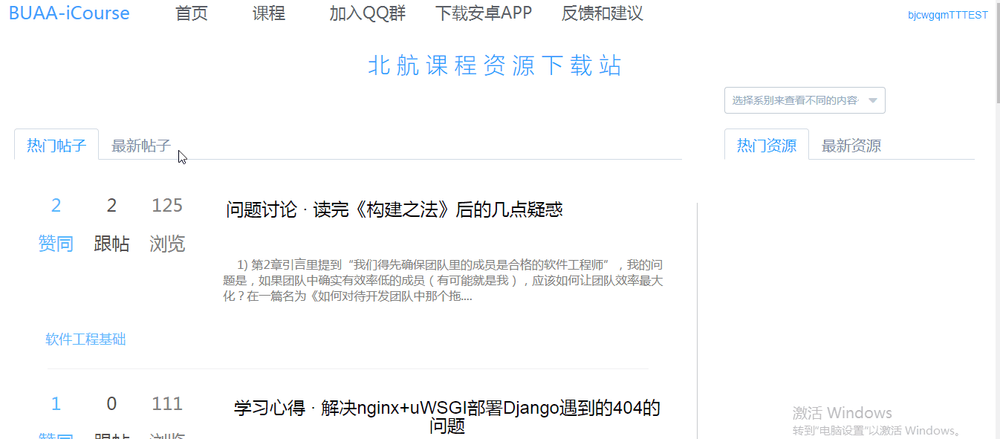 BUAA-iCourse 首页 课程 加入QQ群 下载安卓APP 反馈和建议 bjcwgqmTTTEST
北航课程资源下载站
选择系别来查看不同的内容
热门帖子 最新帖子 热门资源 最新资源
2 2 125
赞同 跟帖 浏览
问题讨论 · 读完《构建之法》后的几点疑惑
1) 第2章引言里提到“我们得先确保团队里的成员是合格的软件工程师”，我的问
题是，如果团队中确实有效率低的成员（有可能就是我），应该如何让团队效率最大
化？在一篇名为《如何对待开发团队中那个拖....
软件工程基础
1 0 111
赞同 跟帖 浏览
学习心得 · 解决nginx+uWSGI部署Django遇到的404的
问题
激活 Windows
转到“电脑设置”以激活 Windows。